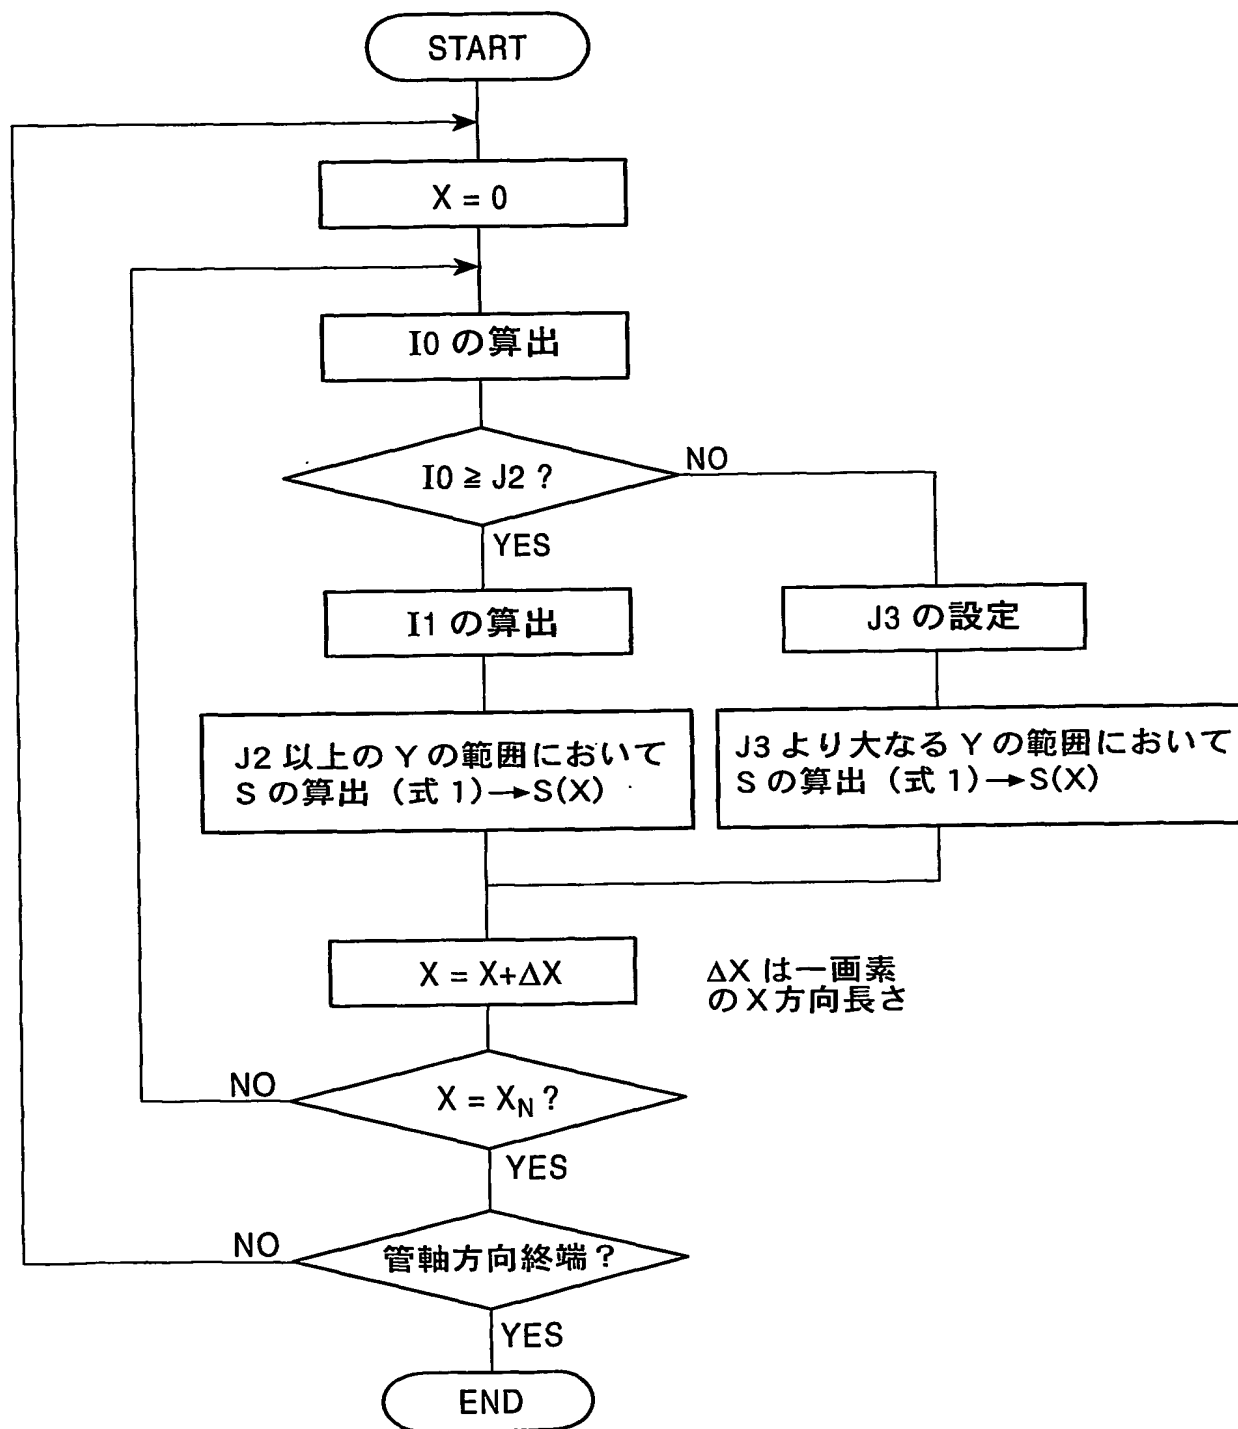 START
X = 0
I0 の算出
I0 ≧ J2 ?
NO
YES
I1 の算出
J3 の設定
J2 以上の Y の範囲において
S の算出（式 1)→S(X)
J3 より大なる Y の範囲において
S の算出（式 1)→S(X)
X = X+ΔX
ΔX は一画素
の X 方向長さ
NO
X = XN ?
YES
NO
管軸方向終端？
YES
END